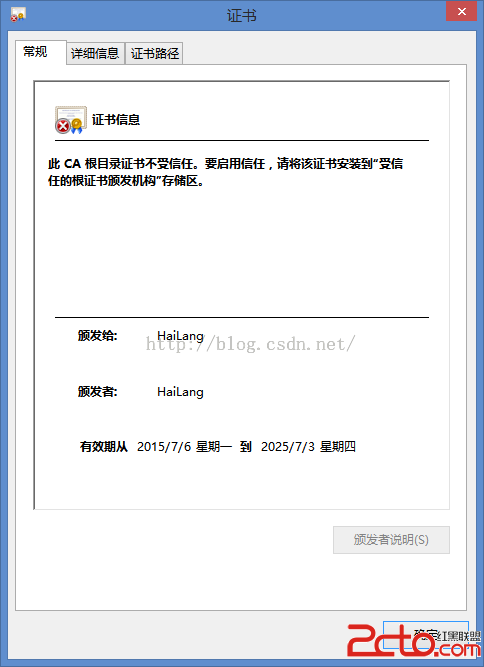 证书
常规
详细信息
证书路径
证书信息
此 CA 根目录证书不受信任。要启用信任，请将该证书安装到“受信
任的根证书颁发机构”存储区。
颁发给: HaiLang
http://blog.csdn.net/
颁发者: HaiLang
有效期从 2015/7/6 星期一 到 2025/7/3 星期四
颁发者说明(S)
确定
红黑联盟
2cto.com